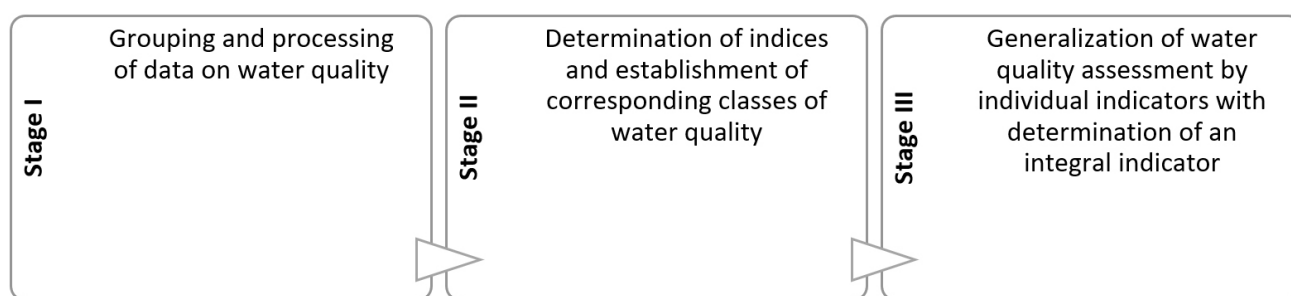 Stage I
Grouping and processing
of data on water quality
Stage II
Determination of indices
and establishment of
corresponding classes of
water quality
Stage III
Generalization of water
quality assessment by
individual indicators with
determination of an
integral indicator